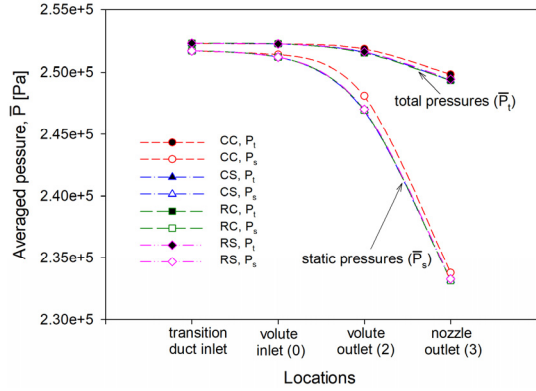 2.55e+5
2.50e+5
2.45e+5
2.40e+5
2.35e+5
2.30e+5
Averaged pressure, P̅ [Pa]
total pressures (P̅t)
CC, Pt
CC, Ps
CS, Pt
CS, Ps
RC, Pt
RC, Ps
RS, Pt
RS, Ps
static pressures (P̅s)
transition
duct inlet
volute
inlet (0)
volute
outlet (2)
nozzle
outlet (3)
Locations